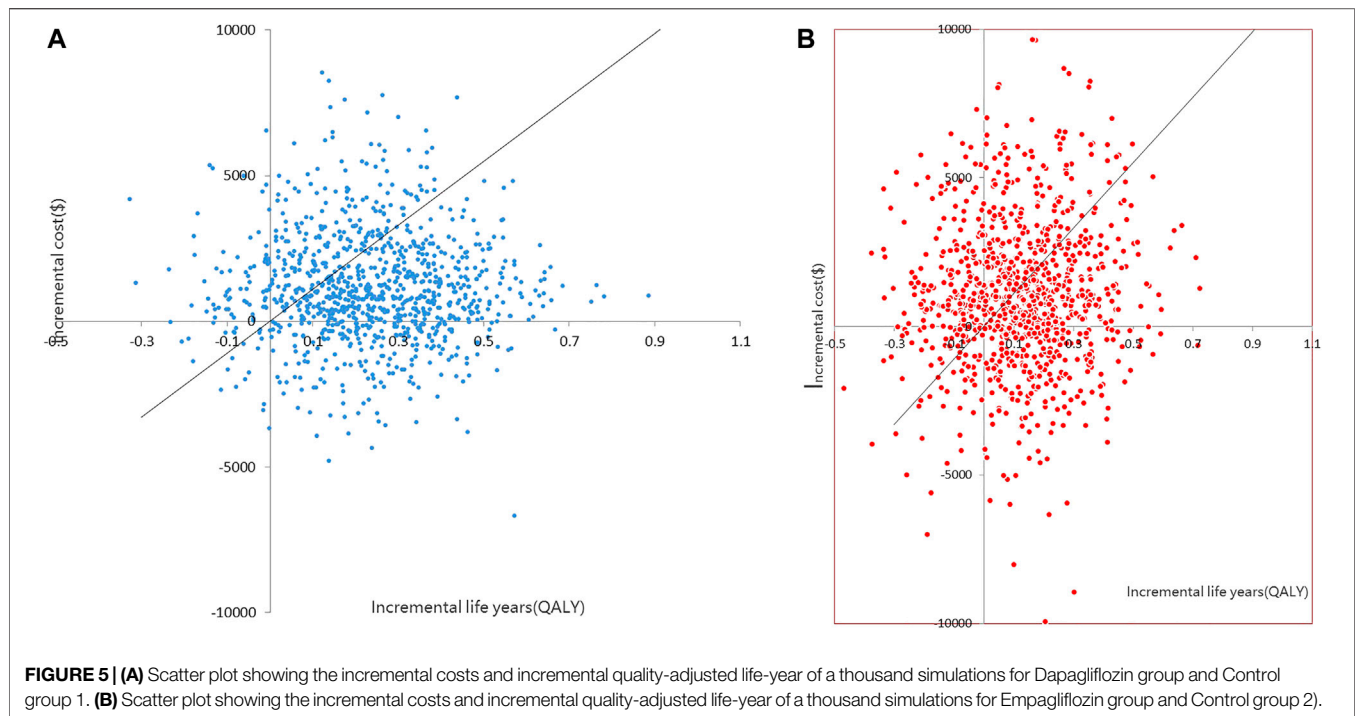 A
10000
5000
0
-5000
-10000
Incremental cost($)
-0.5 -0.3 -0.1 0.1 0.3 0.5 0.7 0.9 1.1
Incremental life years(QALY)
B
10000
5000
0
-5000
-10000
Incremental cost($)
-0.5 -0.3 -0.1 0.1 0.3 0.5 0.7 0.9 1.1
Incremental life years(QALY)
FIGURE 5 | (A) Scatter plot showing the incremental costs and incremental quality-adjusted life-year of a thousand simulations for Dapagliflozin group and Control
group 1. (B) Scatter plot showing the incremental costs and incremental quality-adjusted life-year of a thousand simulations for Empagliflozin group and Control group 2).